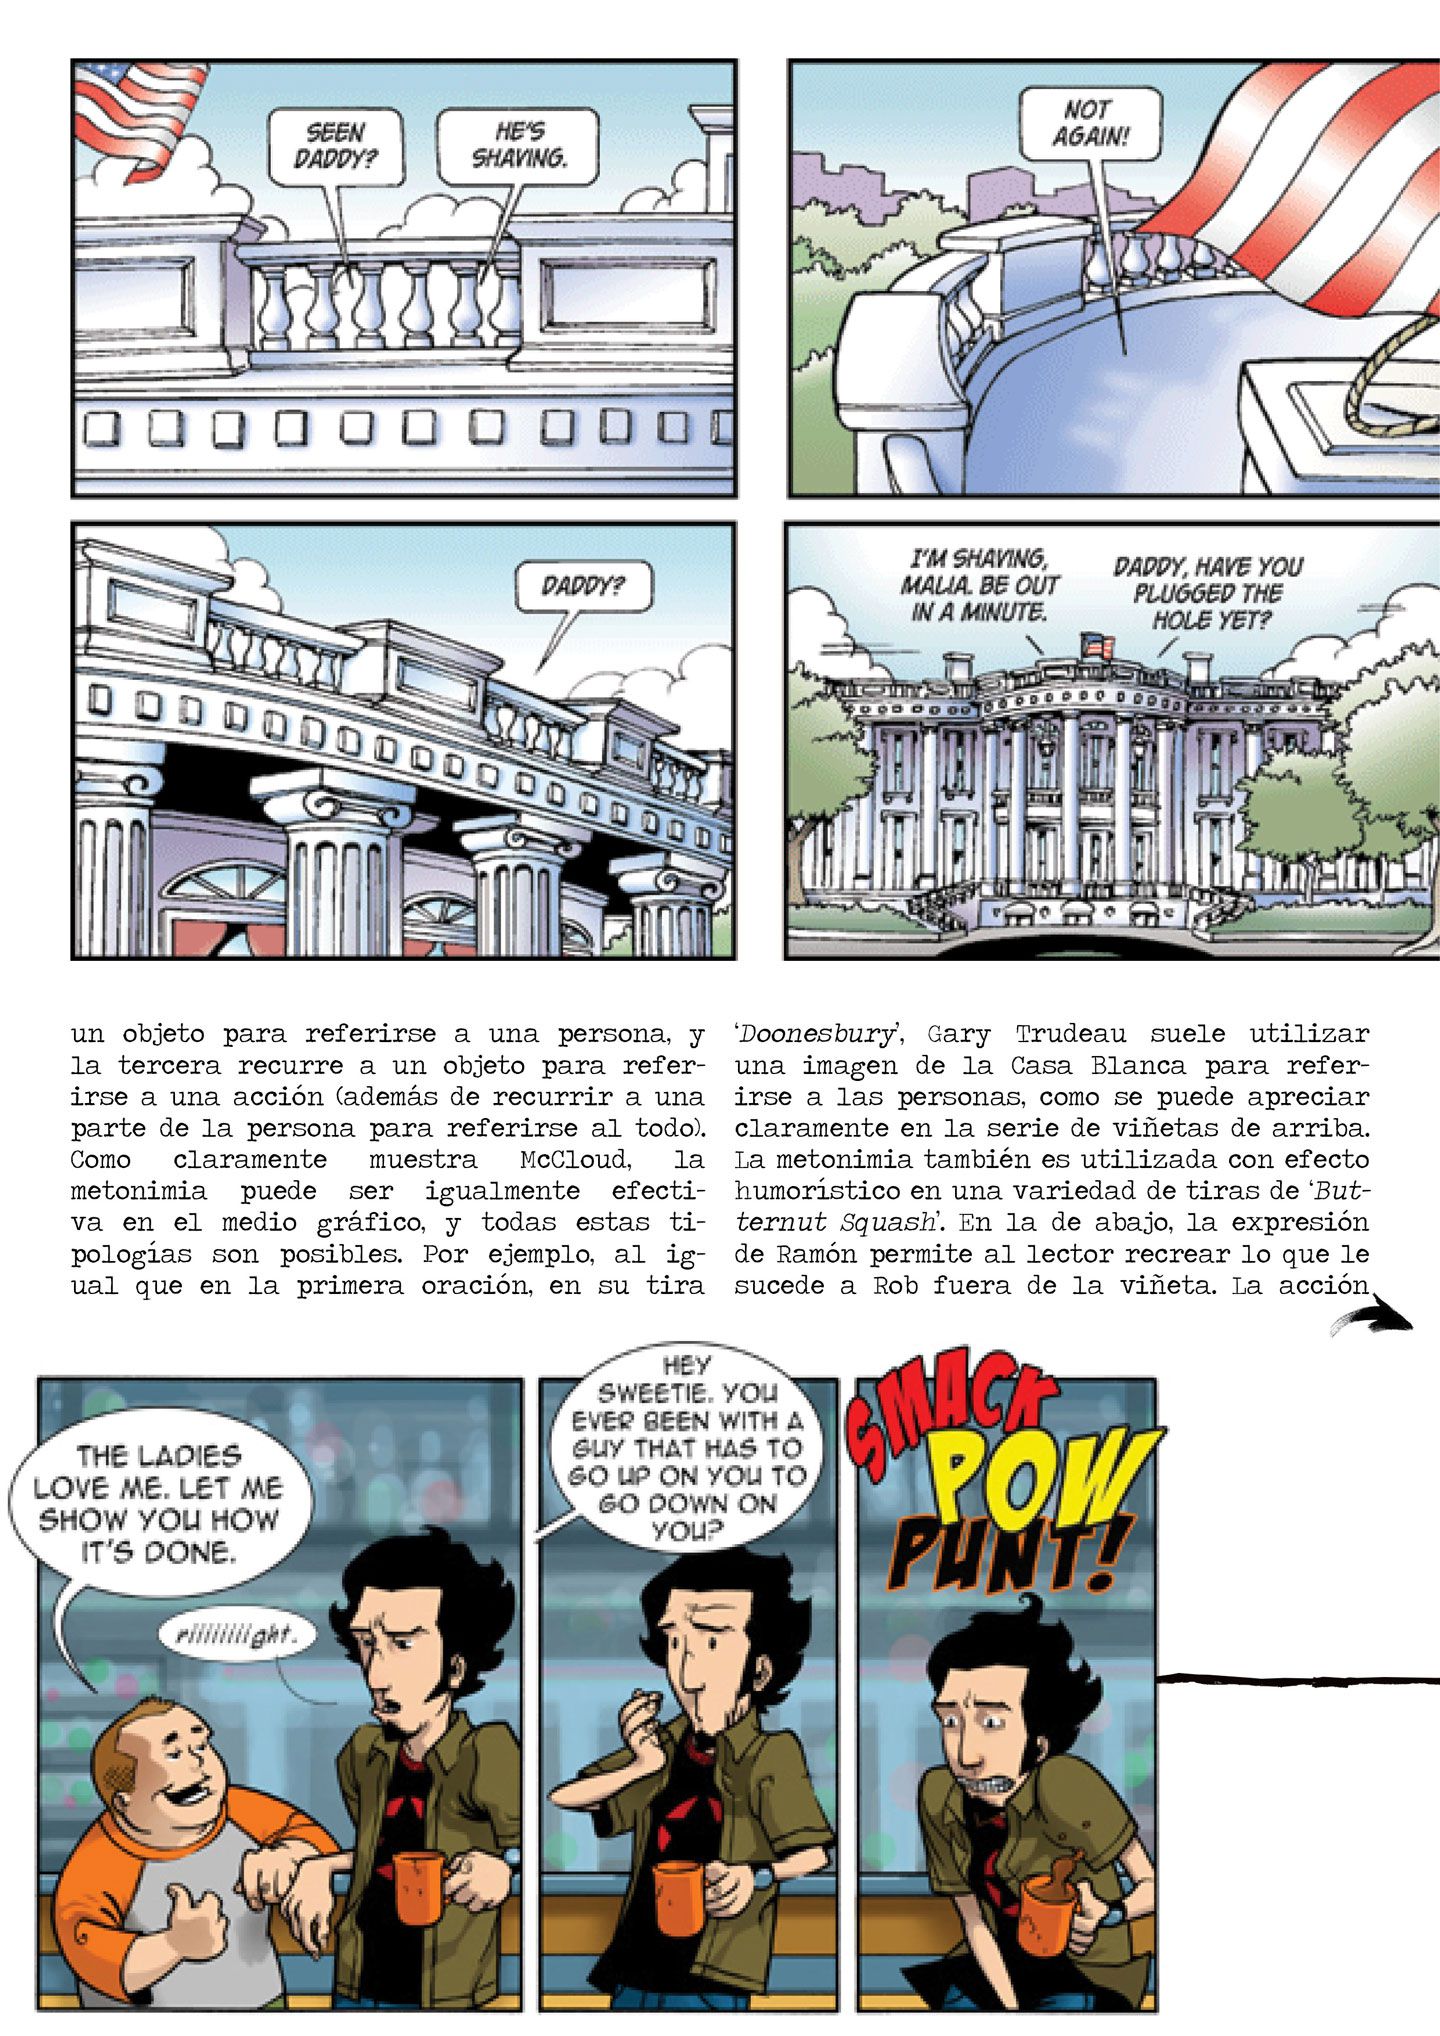 SEEN
DADDY?
HE'S
SHAVING.
NOT
AGAIN!
DADDY?
I'M SHAVING,
MALIA. BE OUT
IN A MINUTE.
DADDY, HAVE YOU
PLUGGED THE
HOLE YET?
un objeto para referirse a una persona, y
la tercera recurre a un objeto para refer-
irse a una acción (además de recurrir a una
parte de la persona para referirse al todo).
Como claramente muestra McCloud, la
metonimia puede ser igualmente efecti-
va en el medio gráfico, y todas estas ti-
pologías son posibles. Por ejemplo, al ig-
ual que en la primera oración, en su tira
'Doonesbury', Gary Trudeau suele utilizar
una imagen de la Casa Blanca para refer-
irse a las personas, como se puede apreciar
claramente en la serie de viñetas de arriba.
La metonimia también es utilizada con efecto
humorístico en una variedad de tiras de 'But-
ternut Squash'. En la de abajo, la expresión
de Ramón permite al lector recrear lo que le
sucede a Rob fuera de la viñeta. La acción
THE LADIES
LOVE ME. LET ME
SHOW YOU HOW
IT'S DONE.
riiiiiiiiight.
HEY
SWEETIE. YOU
EVER BEEN WITH A
GUY THAT HAS TO
GO UP ON YOU TO
GO DOWN ON
YOU?
SMACK
POW
PUNT!